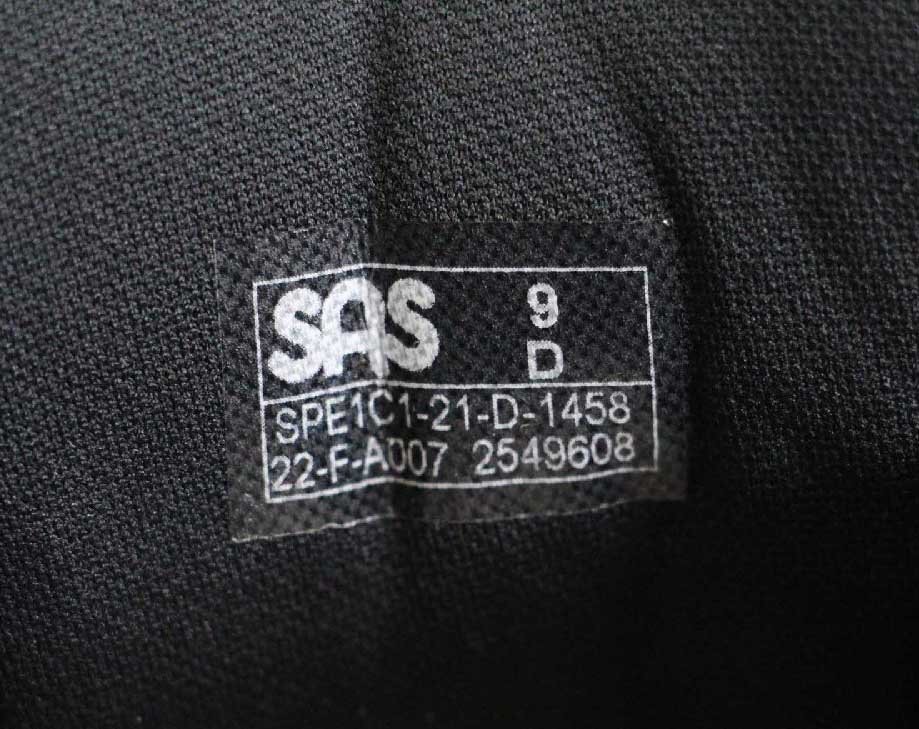 SAS
9
D
SPE1C1-21-D-1458
22-F-A007 2549608